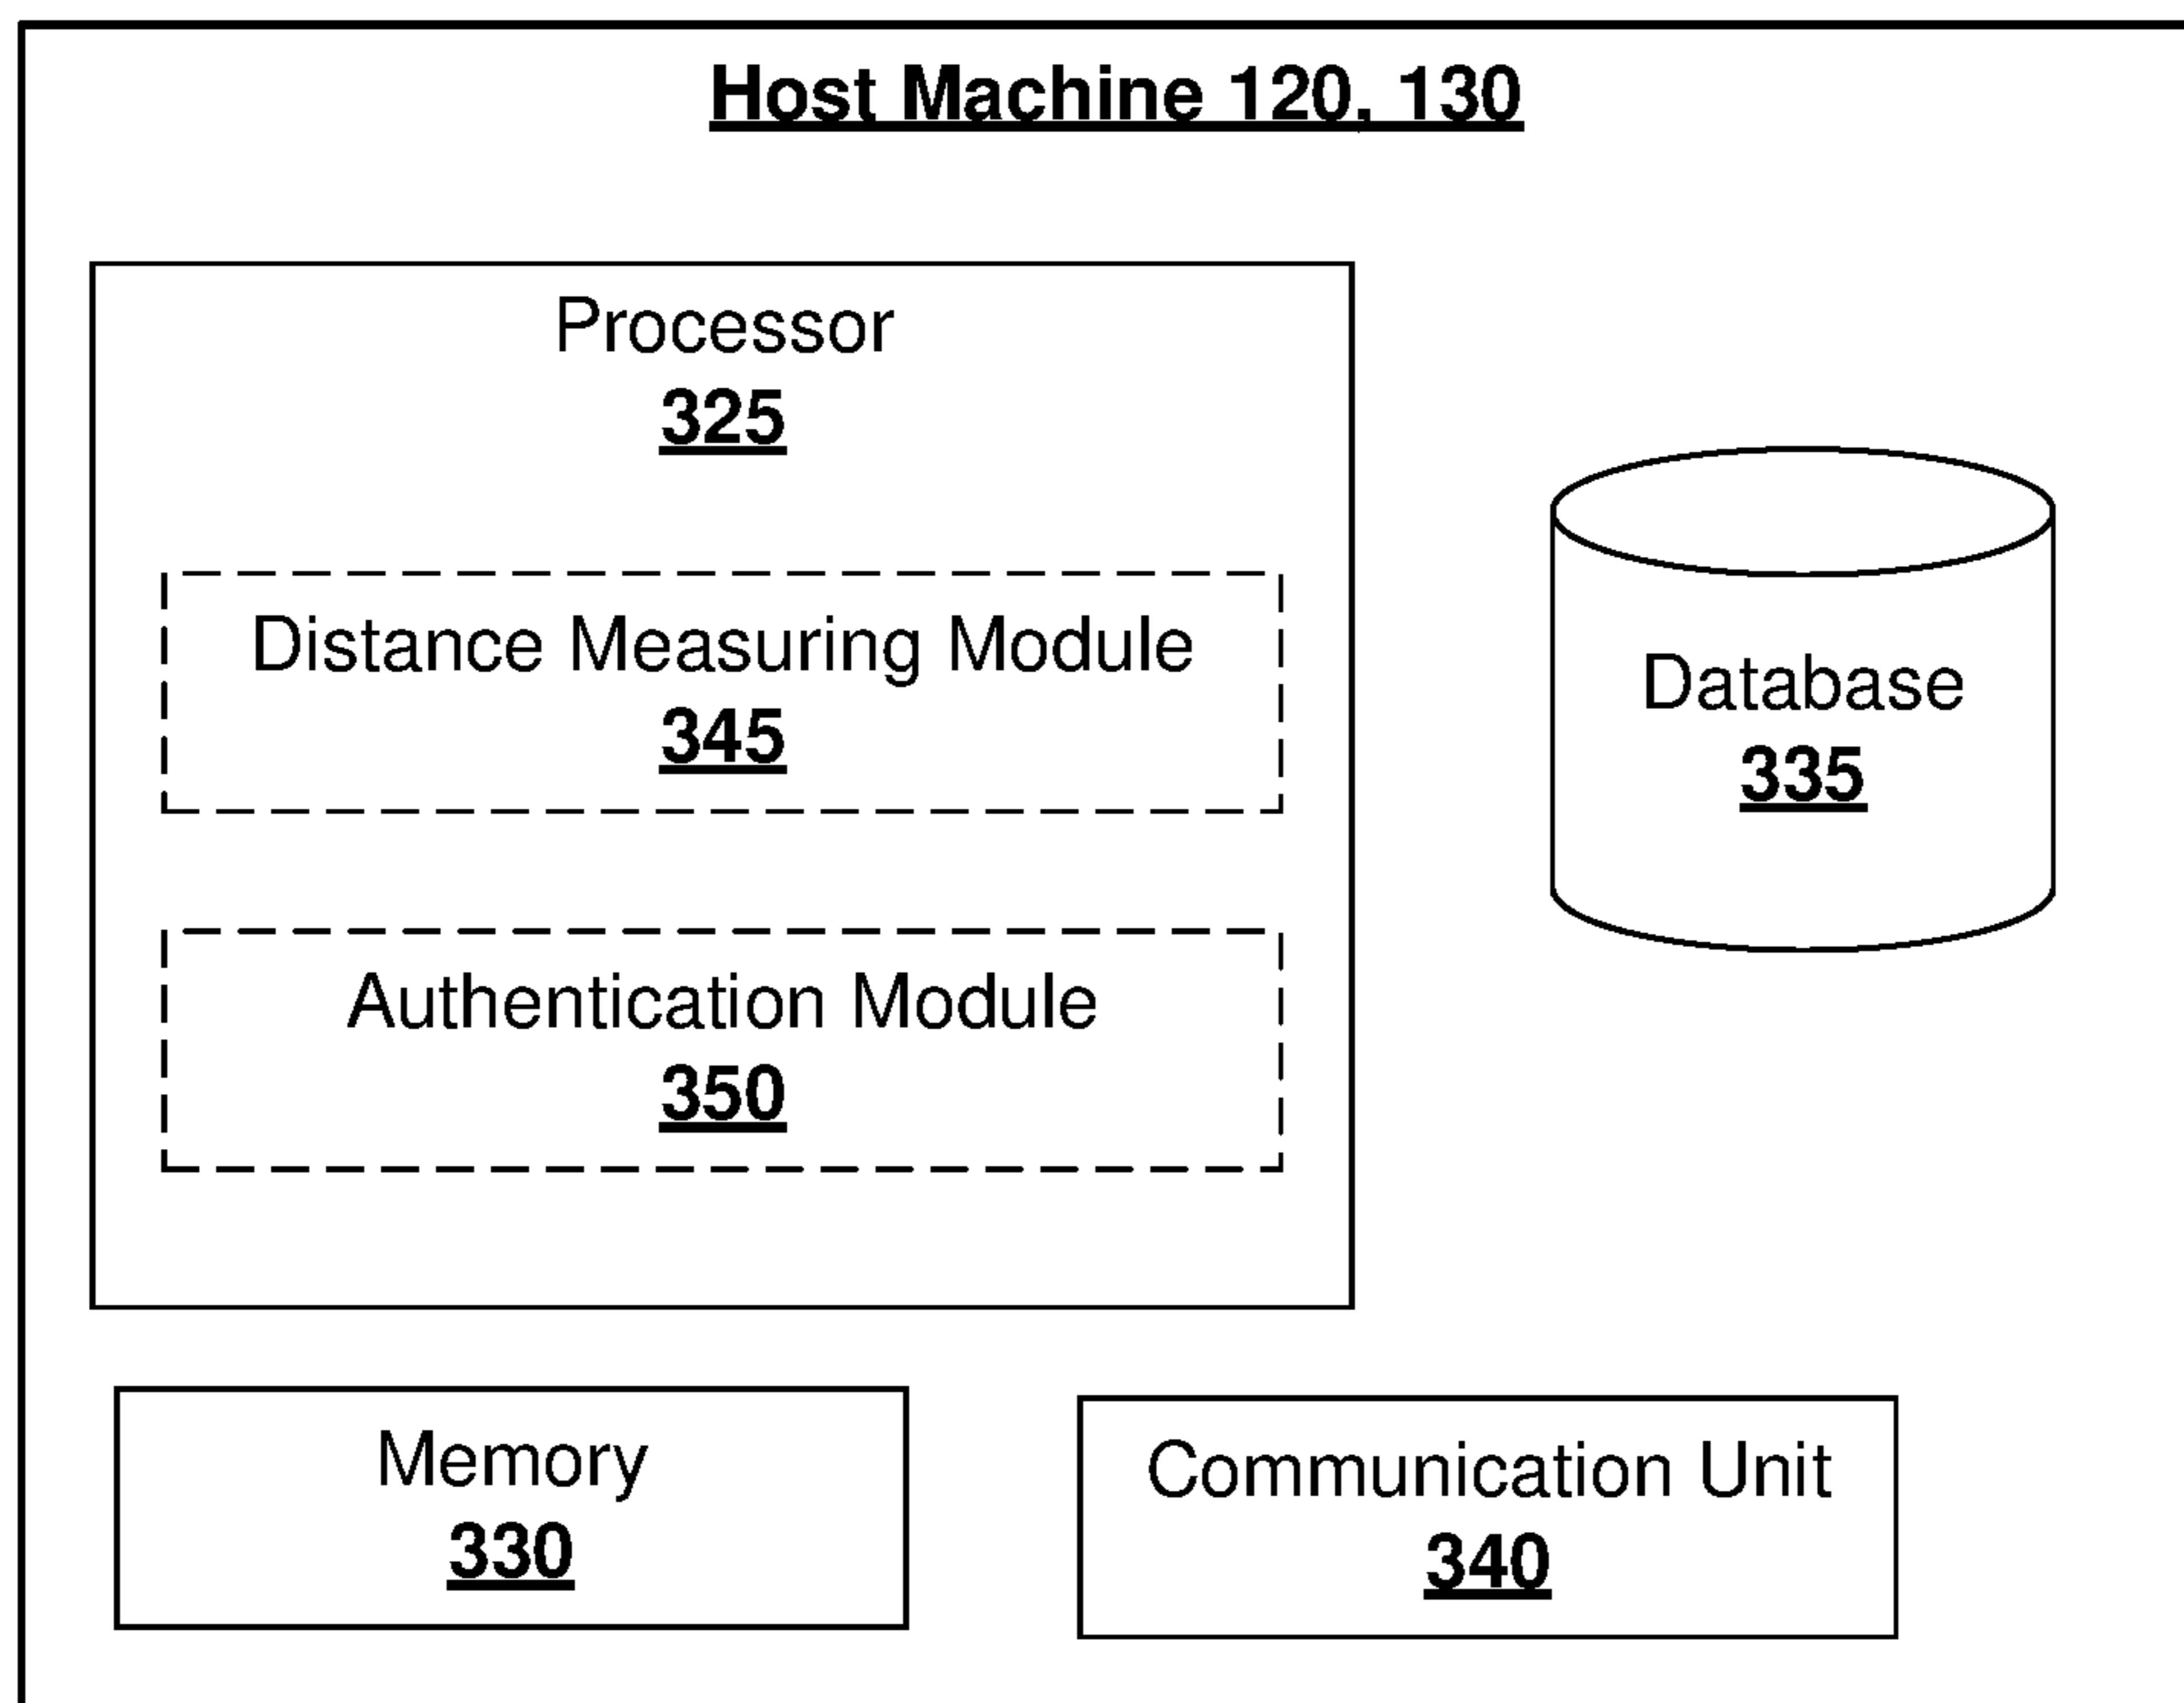 Host Machine 120, 130
Processor
325
Distance Measuring Module
345
Database
335
Authentication Module
350
Memory
330
Communication Unit
340